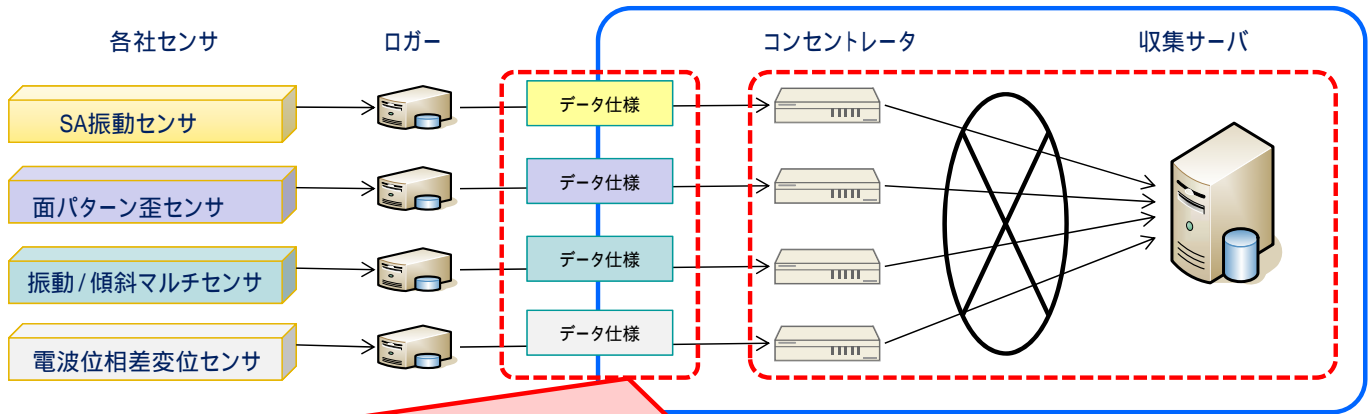 各社センサ
ロガー
コンセントレータ
収集サーバ
SA振動センサ
データ仕様
面パターン歪センサ
データ仕様
振動/傾斜マルチセンサ
データ仕様
電波位相差変位センサ
データ仕様